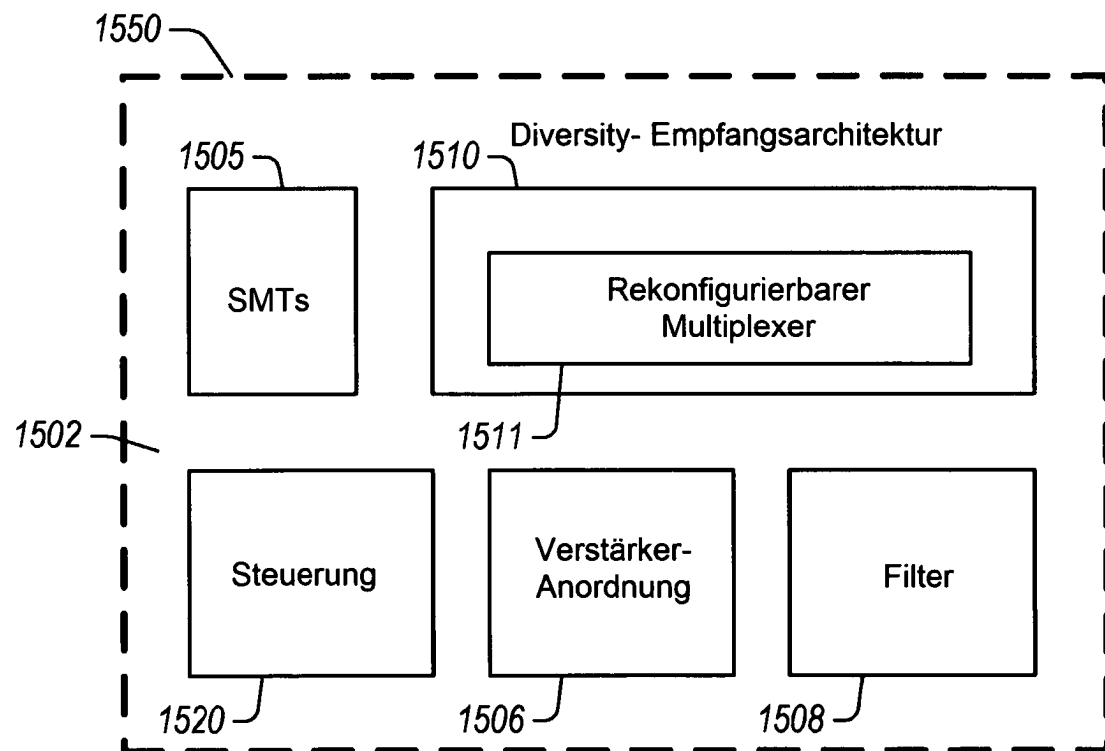 1550
Diversity- Empfangsarchitektur
1505
1510
SMTs
Rekonfigurierbarer
Multiplexer
1502
1511
Steuerung
Verstärker-
Anordnung
Filter
1520
1506
1508